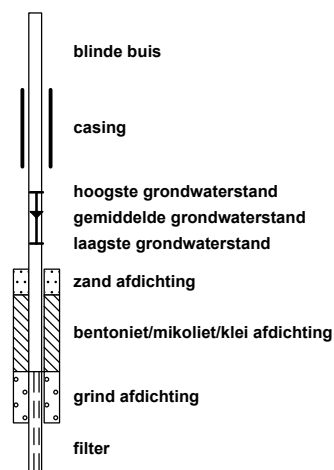 blinde buis
casing
hoogste grondwaterstand
gemiddelde grondwaterstand
laagste grondwaterstand
zand afdichting
bentoniet/mikoliet/klei afdichting
grind afdichting
filter